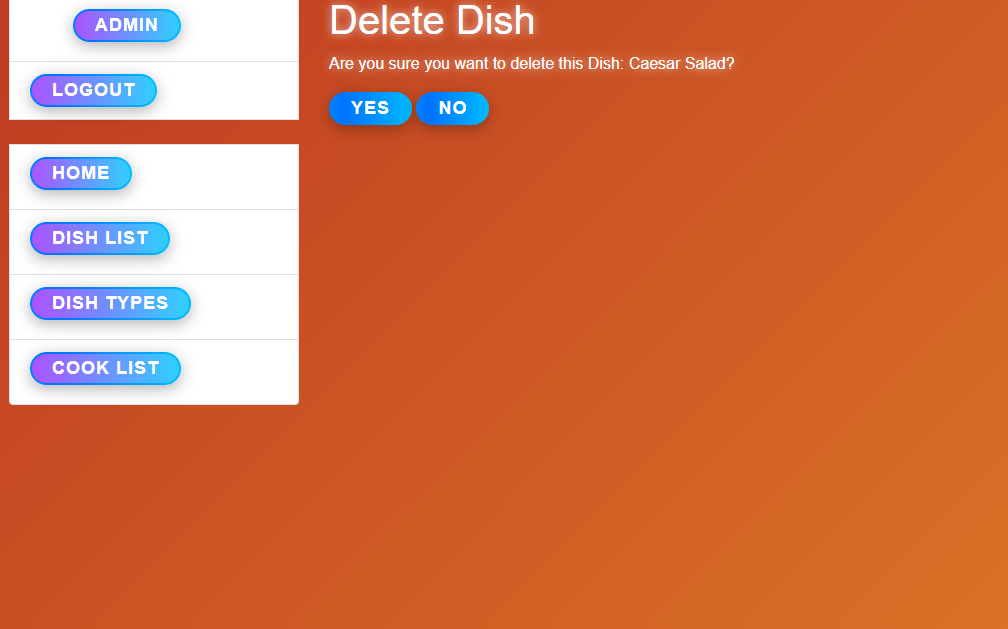 ADMIN
LOGOUT
HOME
DISH LIST
DISH TYPES
COOK LIST
Delete Dish
Are you sure you want to delete this Dish: Caesar Salad?
YES NO